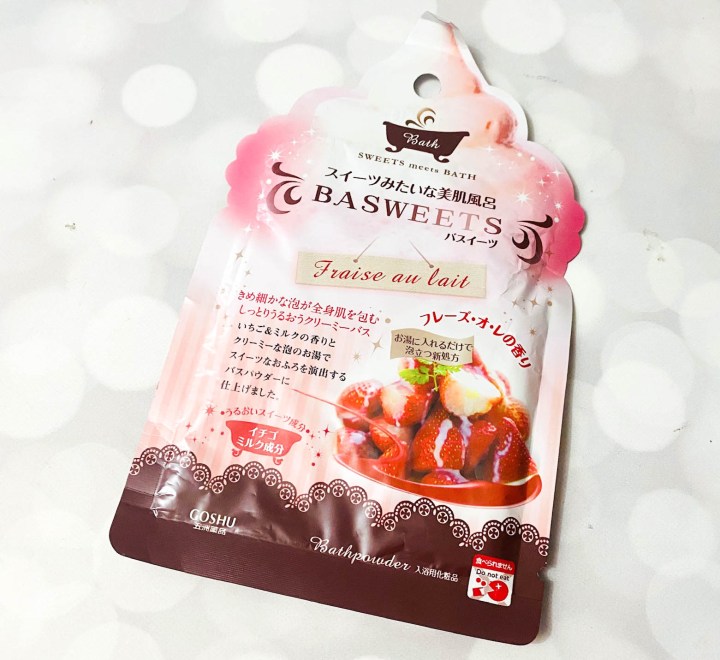 Bath
SWEETS meets BATH
スイーツみたいな美肌風呂
BASWEETS
バスイーツ
Fraise au lait
きめ細かな泡が全身肌を包む
しっとりうるおうクリーミーバス
フレーズ・オ・レの香り
お湯に入れるだけで
泡立つ新処方
いちご&ミルクの香りと
クリーミーな泡のお湯で
スイーツなおふろを演出する
バスパウダーに
仕上げました。
うるおいスイーツ成分
イチゴ
ミルク成分
GOSHU
五洲薬品
Bathpowder 入浴用化粧品
食べられません
Do not eat